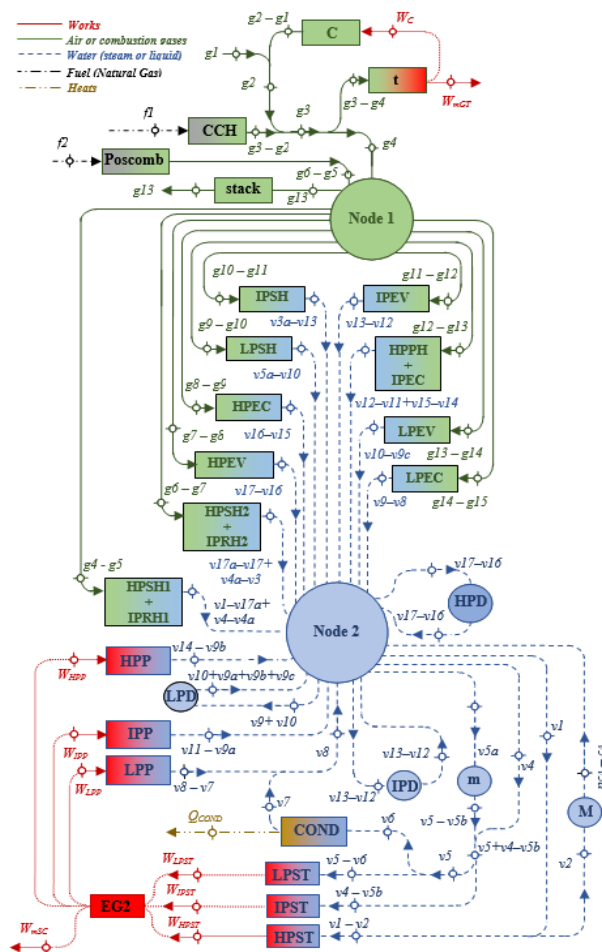 Works
Air or combustion gases
Water (steam or liquid)
Fuel (Natural Gas)
Heats
g2 – g1
C
W_C
g1
g2
t
g3
g3 – g4
W_mGT
f1
CCH
g3 – g2
g4
f2
Poscomb
g6 – g5
g13
stack
g13
Node 1
g10 – g11
g11 – g12
IPSH
IPEV
v3a–v13
v13–v12
g9 – g10
g12 – g13
LPSH
HPPH
+
IPEC
v5a–v10
g8 – g9
v12–v11+v15–v14
HPEC
LPEV
v16–v15
g7 – g8
v10–v9c
g13 – g14
HPEV
LPEC
v17–v16
v9–v8
g6 – g7
g14 – g15
HPSH2
+
IPRH2
v17a–v17+
v4a–v3
g4 - g5
v17–v16
HPSH1
+
IPRH1
v1–v17a+
v4–v4a
HPD
v17–v16
Node 2
HPP
v14 – v9b
W_HPP
v10+v9a+v9b+v9c
LPD
v9+ v10
v1
IPP
v8
v13–v12
v5a
v4
W_IPP
v11 – v9a
LPP
IPD
m
W_LPP
v8 – v7
v13–v12
v7
M
Q_COND
COND
v6
v5 – v5b
v5
v5+v4–v5b
v2
W_LPST
LPST
v5 – v6
W_IPST
EG2
IPST
v4 – v5b
W_HPST
W_mSC
HPST
v1 – v2